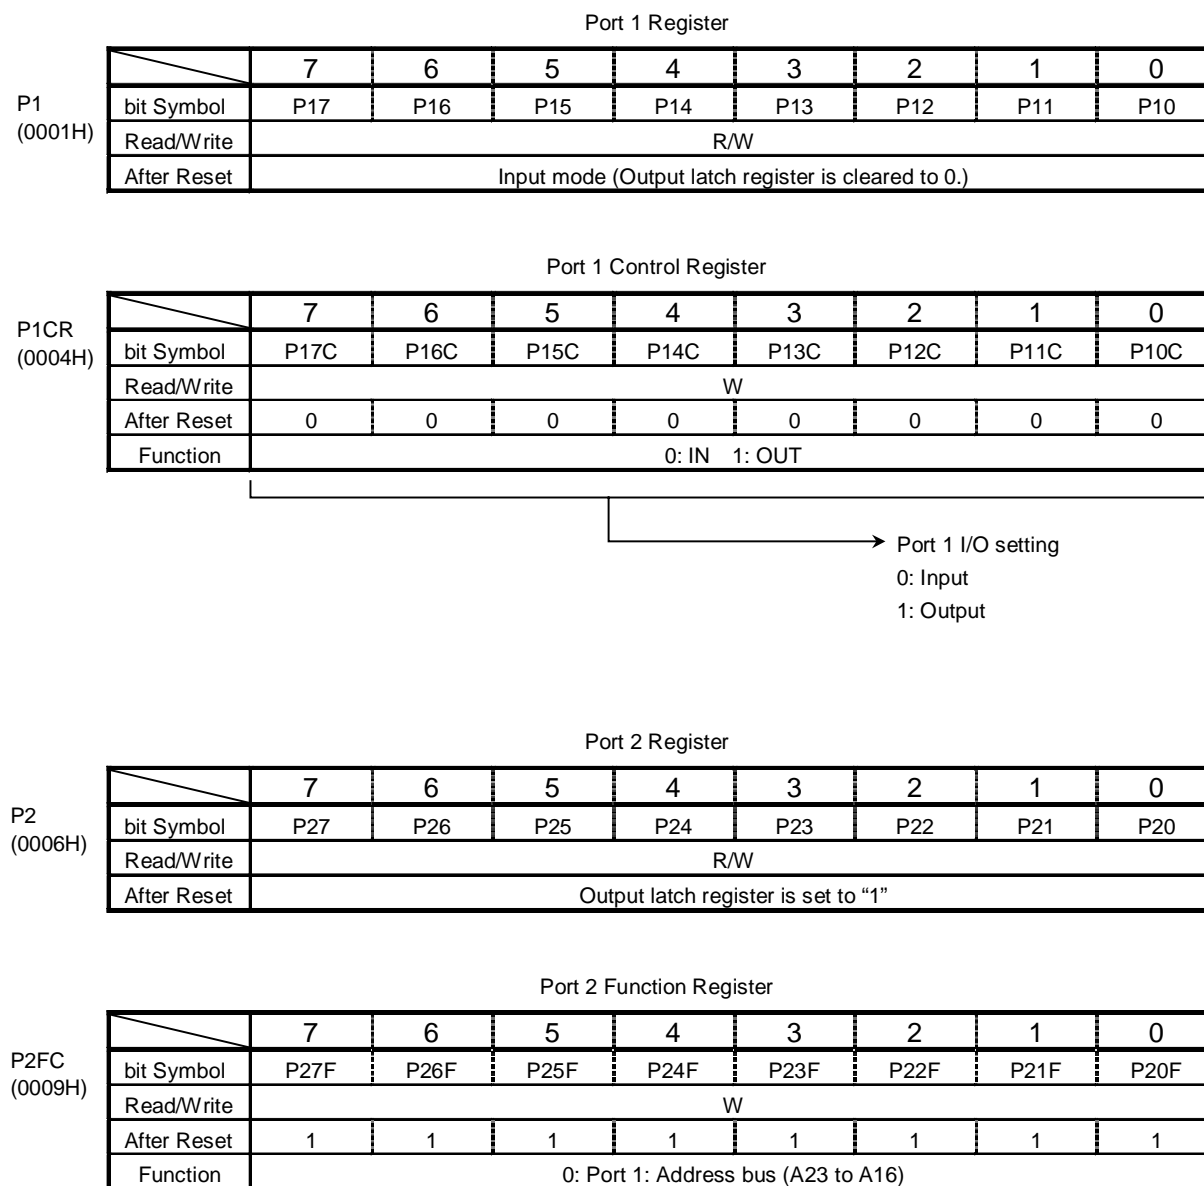 Port 1 Register
7 6 5 4 3 2 1 0
P1
(0001H)
bit Symbol P17 P16 P15 P14 P13 P12 P11 P10
Read/Write R/W
After Reset Input mode (Output latch register is cleared to 0.)
Port 1 Control Register
7 6 5 4 3 2 1 0
P1CR
(0004H)
bit Symbol P17C P16C P15C P14C P13C P12C P11C P10C
Read/Write W
After Reset 0 0 0 0 0 0 0 0
Function 0: IN 1: OUT
Port 1 I/O setting
0: Input
1: Output
Port 2 Register
7 6 5 4 3 2 1 0
P2
(0006H)
bit Symbol P27 P26 P25 P24 P23 P22 P21 P20
Read/Write R/W
After Reset Output latch register is set to “1”
Port 2 Function Register
7 6 5 4 3 2 1 0
P2FC
(0009H)
bit Symbol P27F P26F P25F P24F P23F P22F P21F P20F
Read/Write W
After Reset 1 1 1 1 1 1 1 1
Function 0: Port 1: Address bus (A23 to A16)